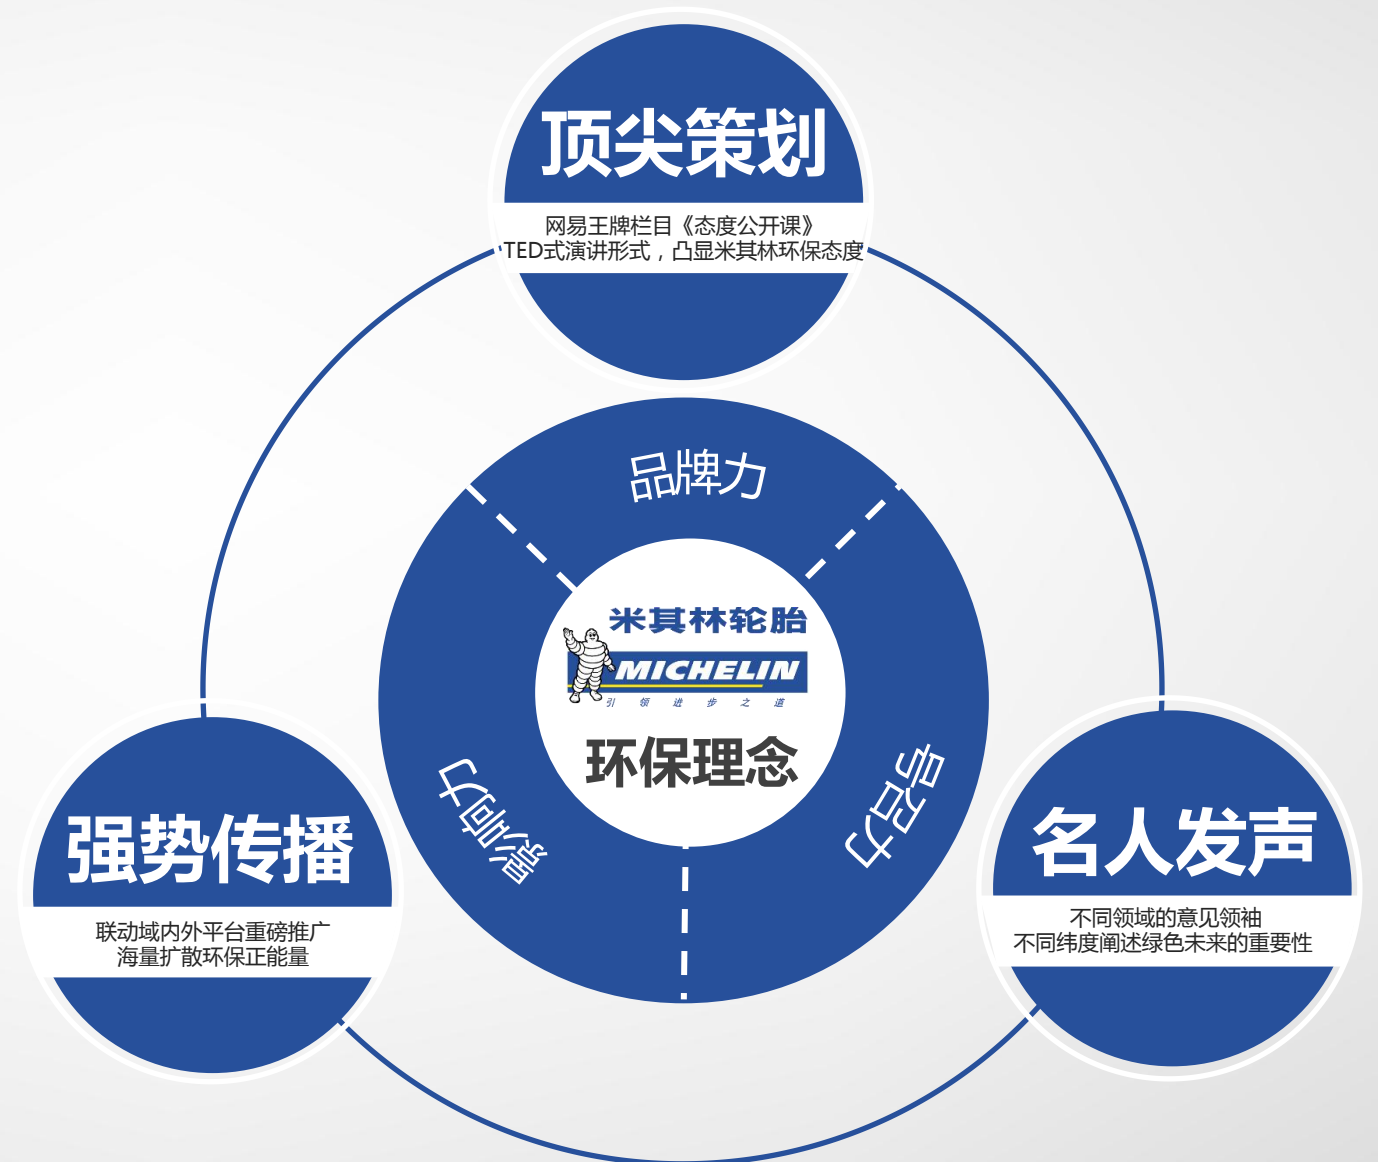 顶尖策划
网易王牌栏目《态度公开课》
TED式演讲形式，凸显米其林环保态度
品牌力
米其林轮胎
MICHELIN
引领进步之道
环保理念
影响力
号召力
强势传播
联动域内外平台重磅推广
海量扩散环保正能量
名人发声
不同领域的意见领袖
不同纬度阐述绿色未来的重要性